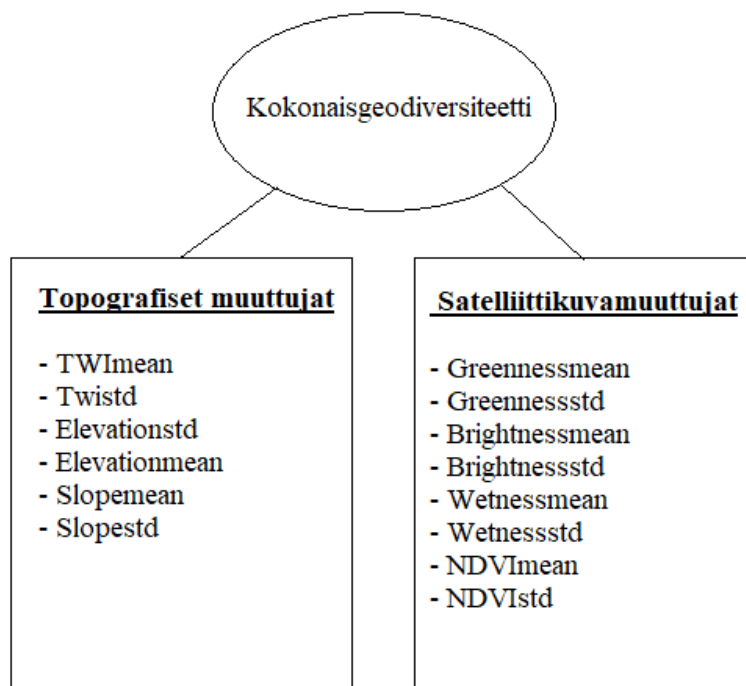 Kokonaisgeodiversiteetti
Topografiset muuttujat
- TWImean
- Twistd
- Elevationstd
- Elevationmean
- Slopemean
- Slopestd
Satelliittikuvamuuttujat
- Greennessmean
- Greennessstd
- Brightnessmean
- Brightnessstd
- Wetnessmean
- Wetnessstd
- NDVImean
- NDVIstd